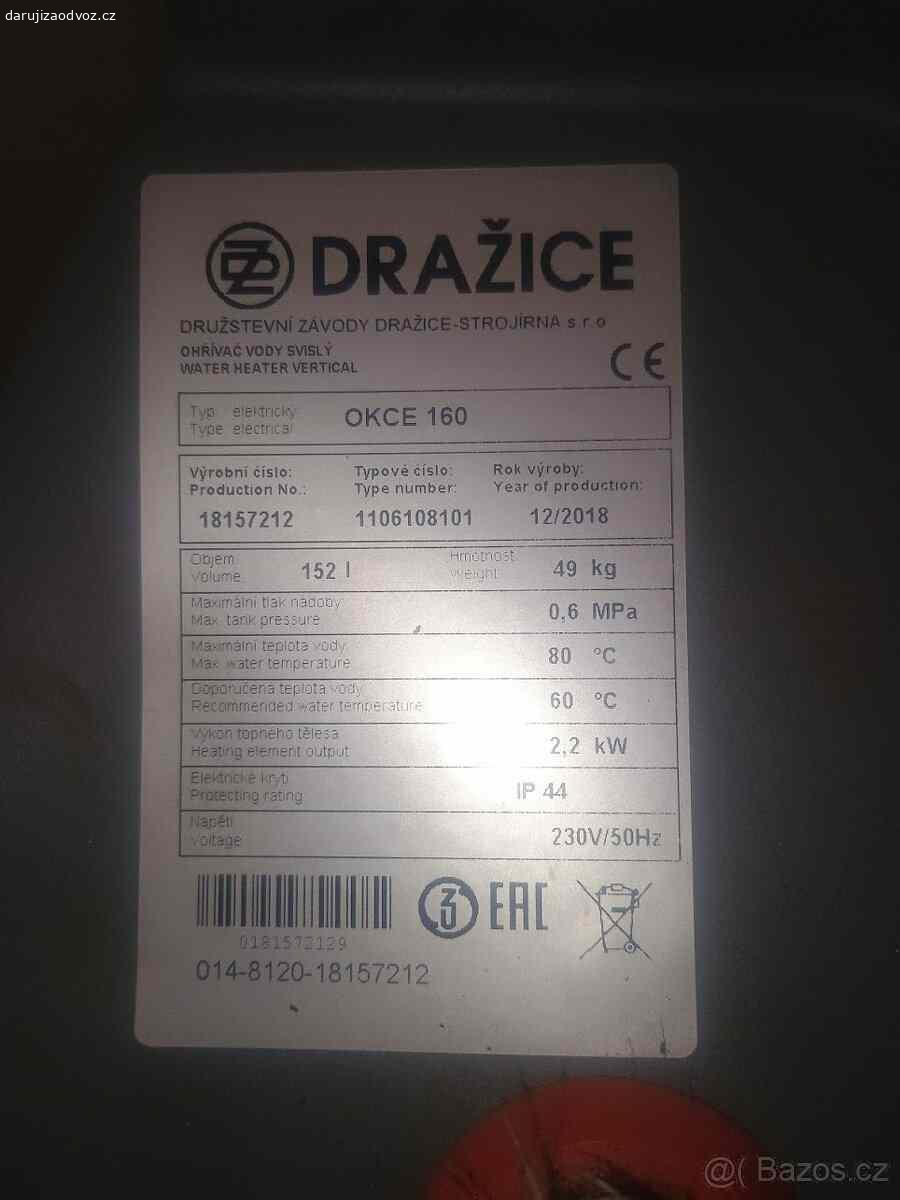 darujizaodvoz.cz
DRAŽICE
DRUŽSTEVNÍ ZÁVODY DRAŽICE-STROJÍRNA s.r.o
OHŘÍVAČ VODY SVISLÝ
WATER HEATER VERTICAL
CE
Typ: elektrický
Type: electrical
OKCE 160
Výrobní číslo: Typové číslo: Rok výroby:
Production No.: Type number: Year of production:
18157212 1106108101 12/2018
Objem Hmotnost
Volume 152 l Weight 49 kg
Maximální tlak nádoby
Max. tank pressure 0,6 MPa
Maximální teplota vody
Max. water temperature 80 °C
Doporučená teplota vody
Recommended water temperature 60 °C
Výkon topného tělesa
Heating element output 2,2 kW
Elektrické krytí
Protecting rating IP 44
Napětí
Voltage 230V/50Hz
EAC
0181572129
014-8120-18157212
@( Bazos.cz